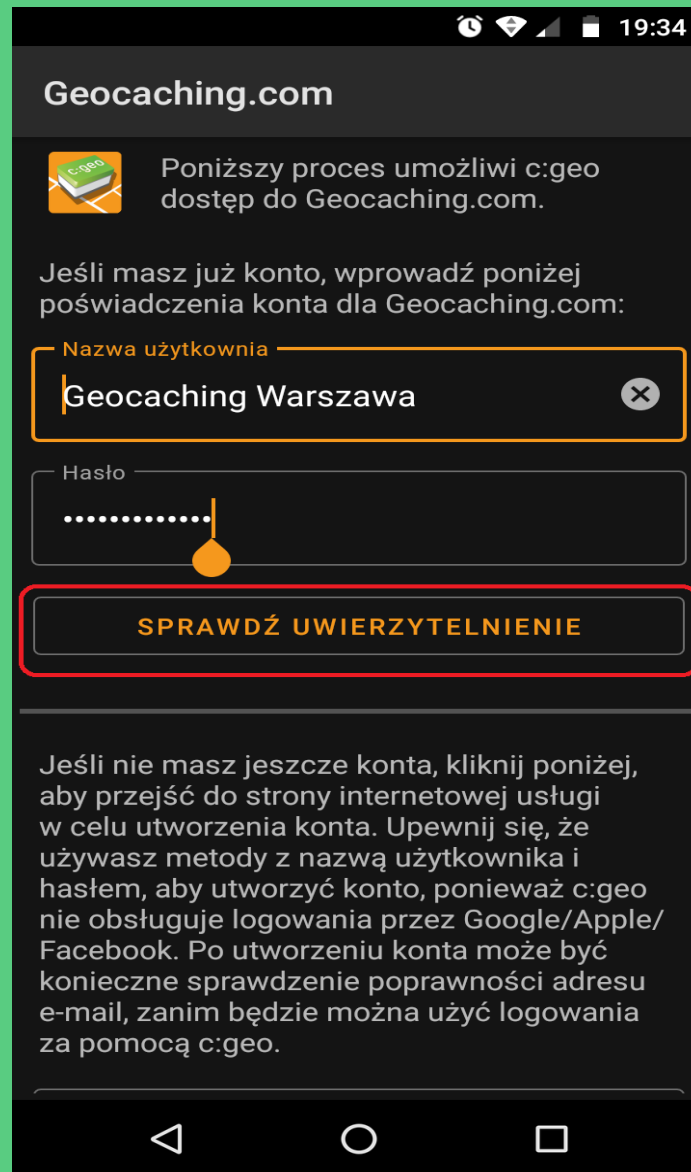 19:34
Geocaching.com
c:geo
Poniższy proces umożliwi c:geo
dostęp do Geocaching.com.
Jeśli masz już konto, wprowadź poniżej
poświadczenia konta dla Geocaching.com:
Nazwa użytkownia
Geocaching Warszawa
Hasło
•••••••••••••
SPRAWDŹ UWIERZYTELNIENIE
Jeśli nie masz jeszcze konta, kliknij poniżej,
aby przejść do strony internetowej usługi
w celu utworzenia konta. Upewnij się, że
używasz metody z nazwą użytkownika i
hasłem, aby utworzyć konto, ponieważ c:geo
nie obsługuje logowania przez Google/Apple/
Facebook. Po utworzeniu konta może być
konieczne sprawdzenie poprawności adresu
e-mail, zanim będzie można użyć logowania
za pomocą c:geo.